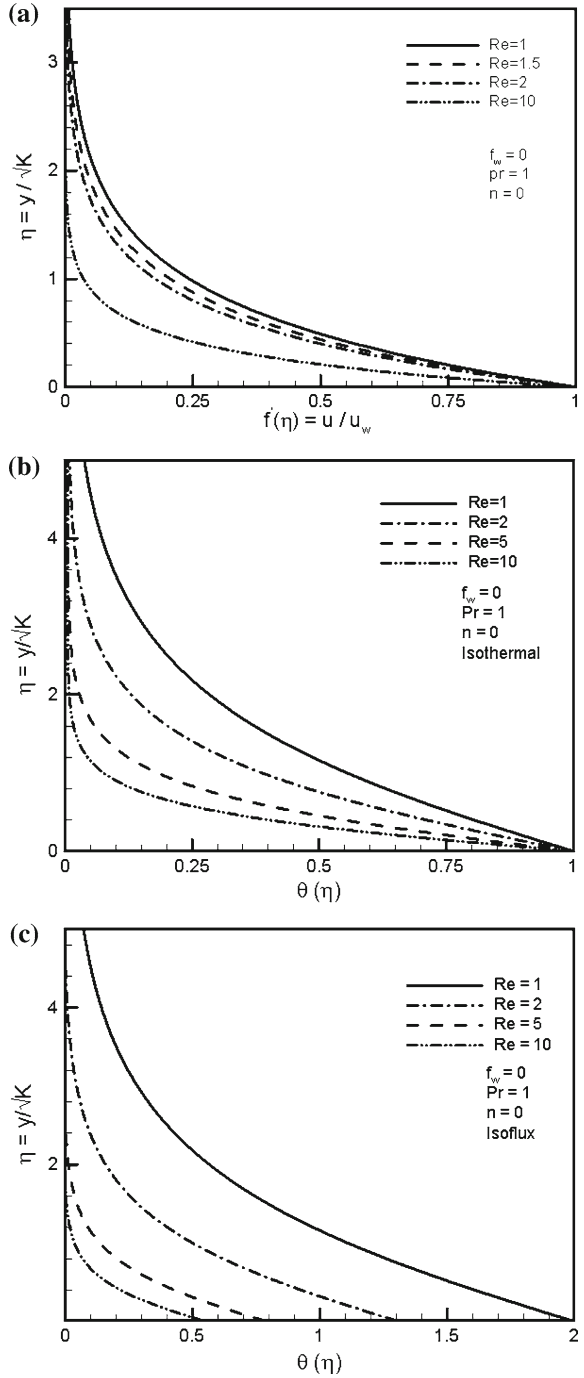 (a)
3
2
1
0
η = y / √K
Re=1
Re=1.5
Re=2
Re=10
f_w = 0
pr = 1
n = 0
0
0.25
0.5
0.75
1
f'(η) = u / u_w
(b)
4
2
0
η = y/√K
Re=1
Re=2
Re=5
Re=10
f_w = 0
Pr = 1
n = 0
Isothermal
0
0.25
0.5
0.75
1
θ (η)
(c)
4
2
η = y/√K
Re = 1
Re = 2
Re = 5
Re = 10
f_w = 0
Pr = 1
n = 0
Isoflux
0
0.5
1
1.5
2
θ (η)